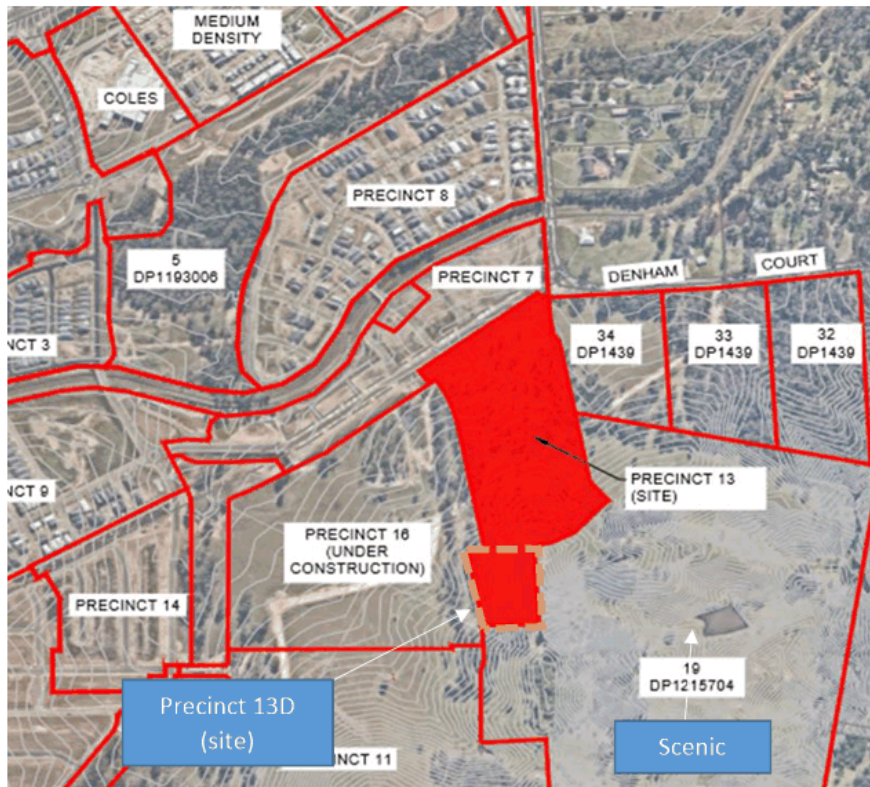 MEDIUM
DENSITY
COLES
PRECINCT 8
5
DP1193006
PRECINCT 7
DENHAM
COURT
34
DP1439
33
DP1439
32
DP1439
NCT 3
PRECINCT 13
(SITE)
NCT 9
PRECINCT 16
(UNDER
CONSTRUCTION)
PRECINCT 14
19
DP1215704
Precinct 13D
(site)
Scenic
NCT 11